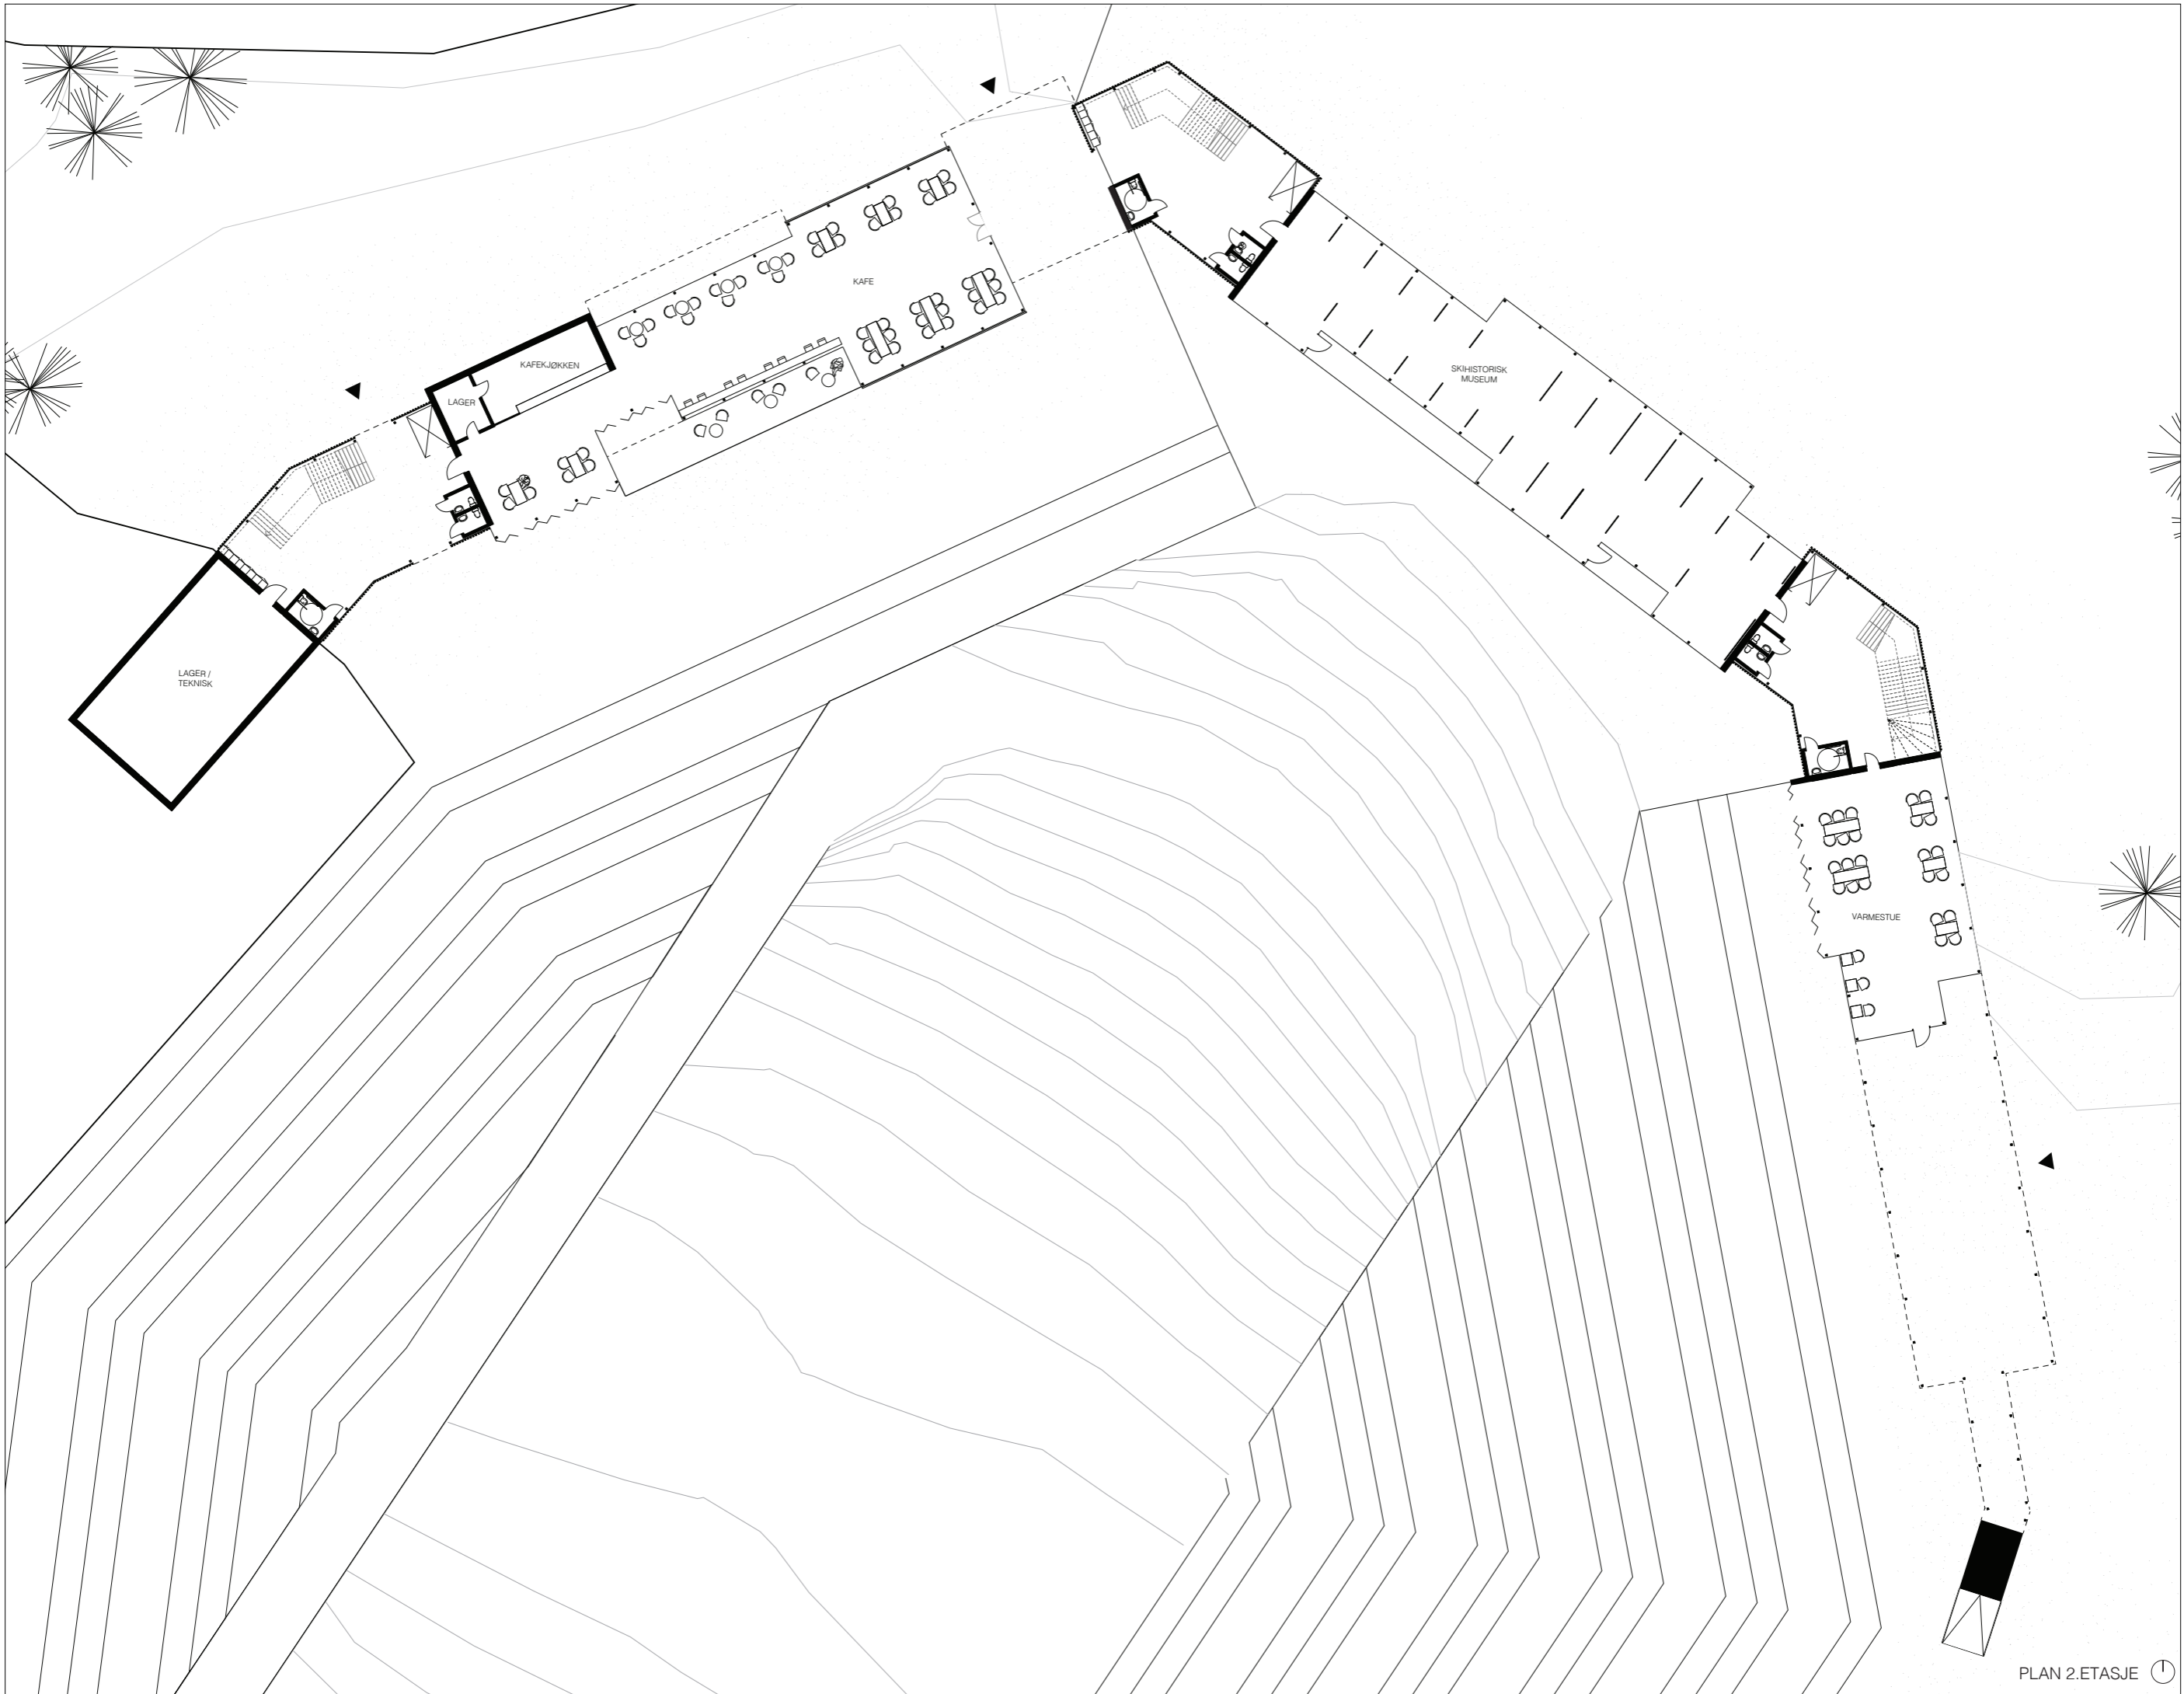 KAFE
KAFEKJØKKEN
LAGER
SKIHISTORISK
MUSEUM
LAGER /
TEKNISK
VARMESTUE
PLAN 2.ETASJE